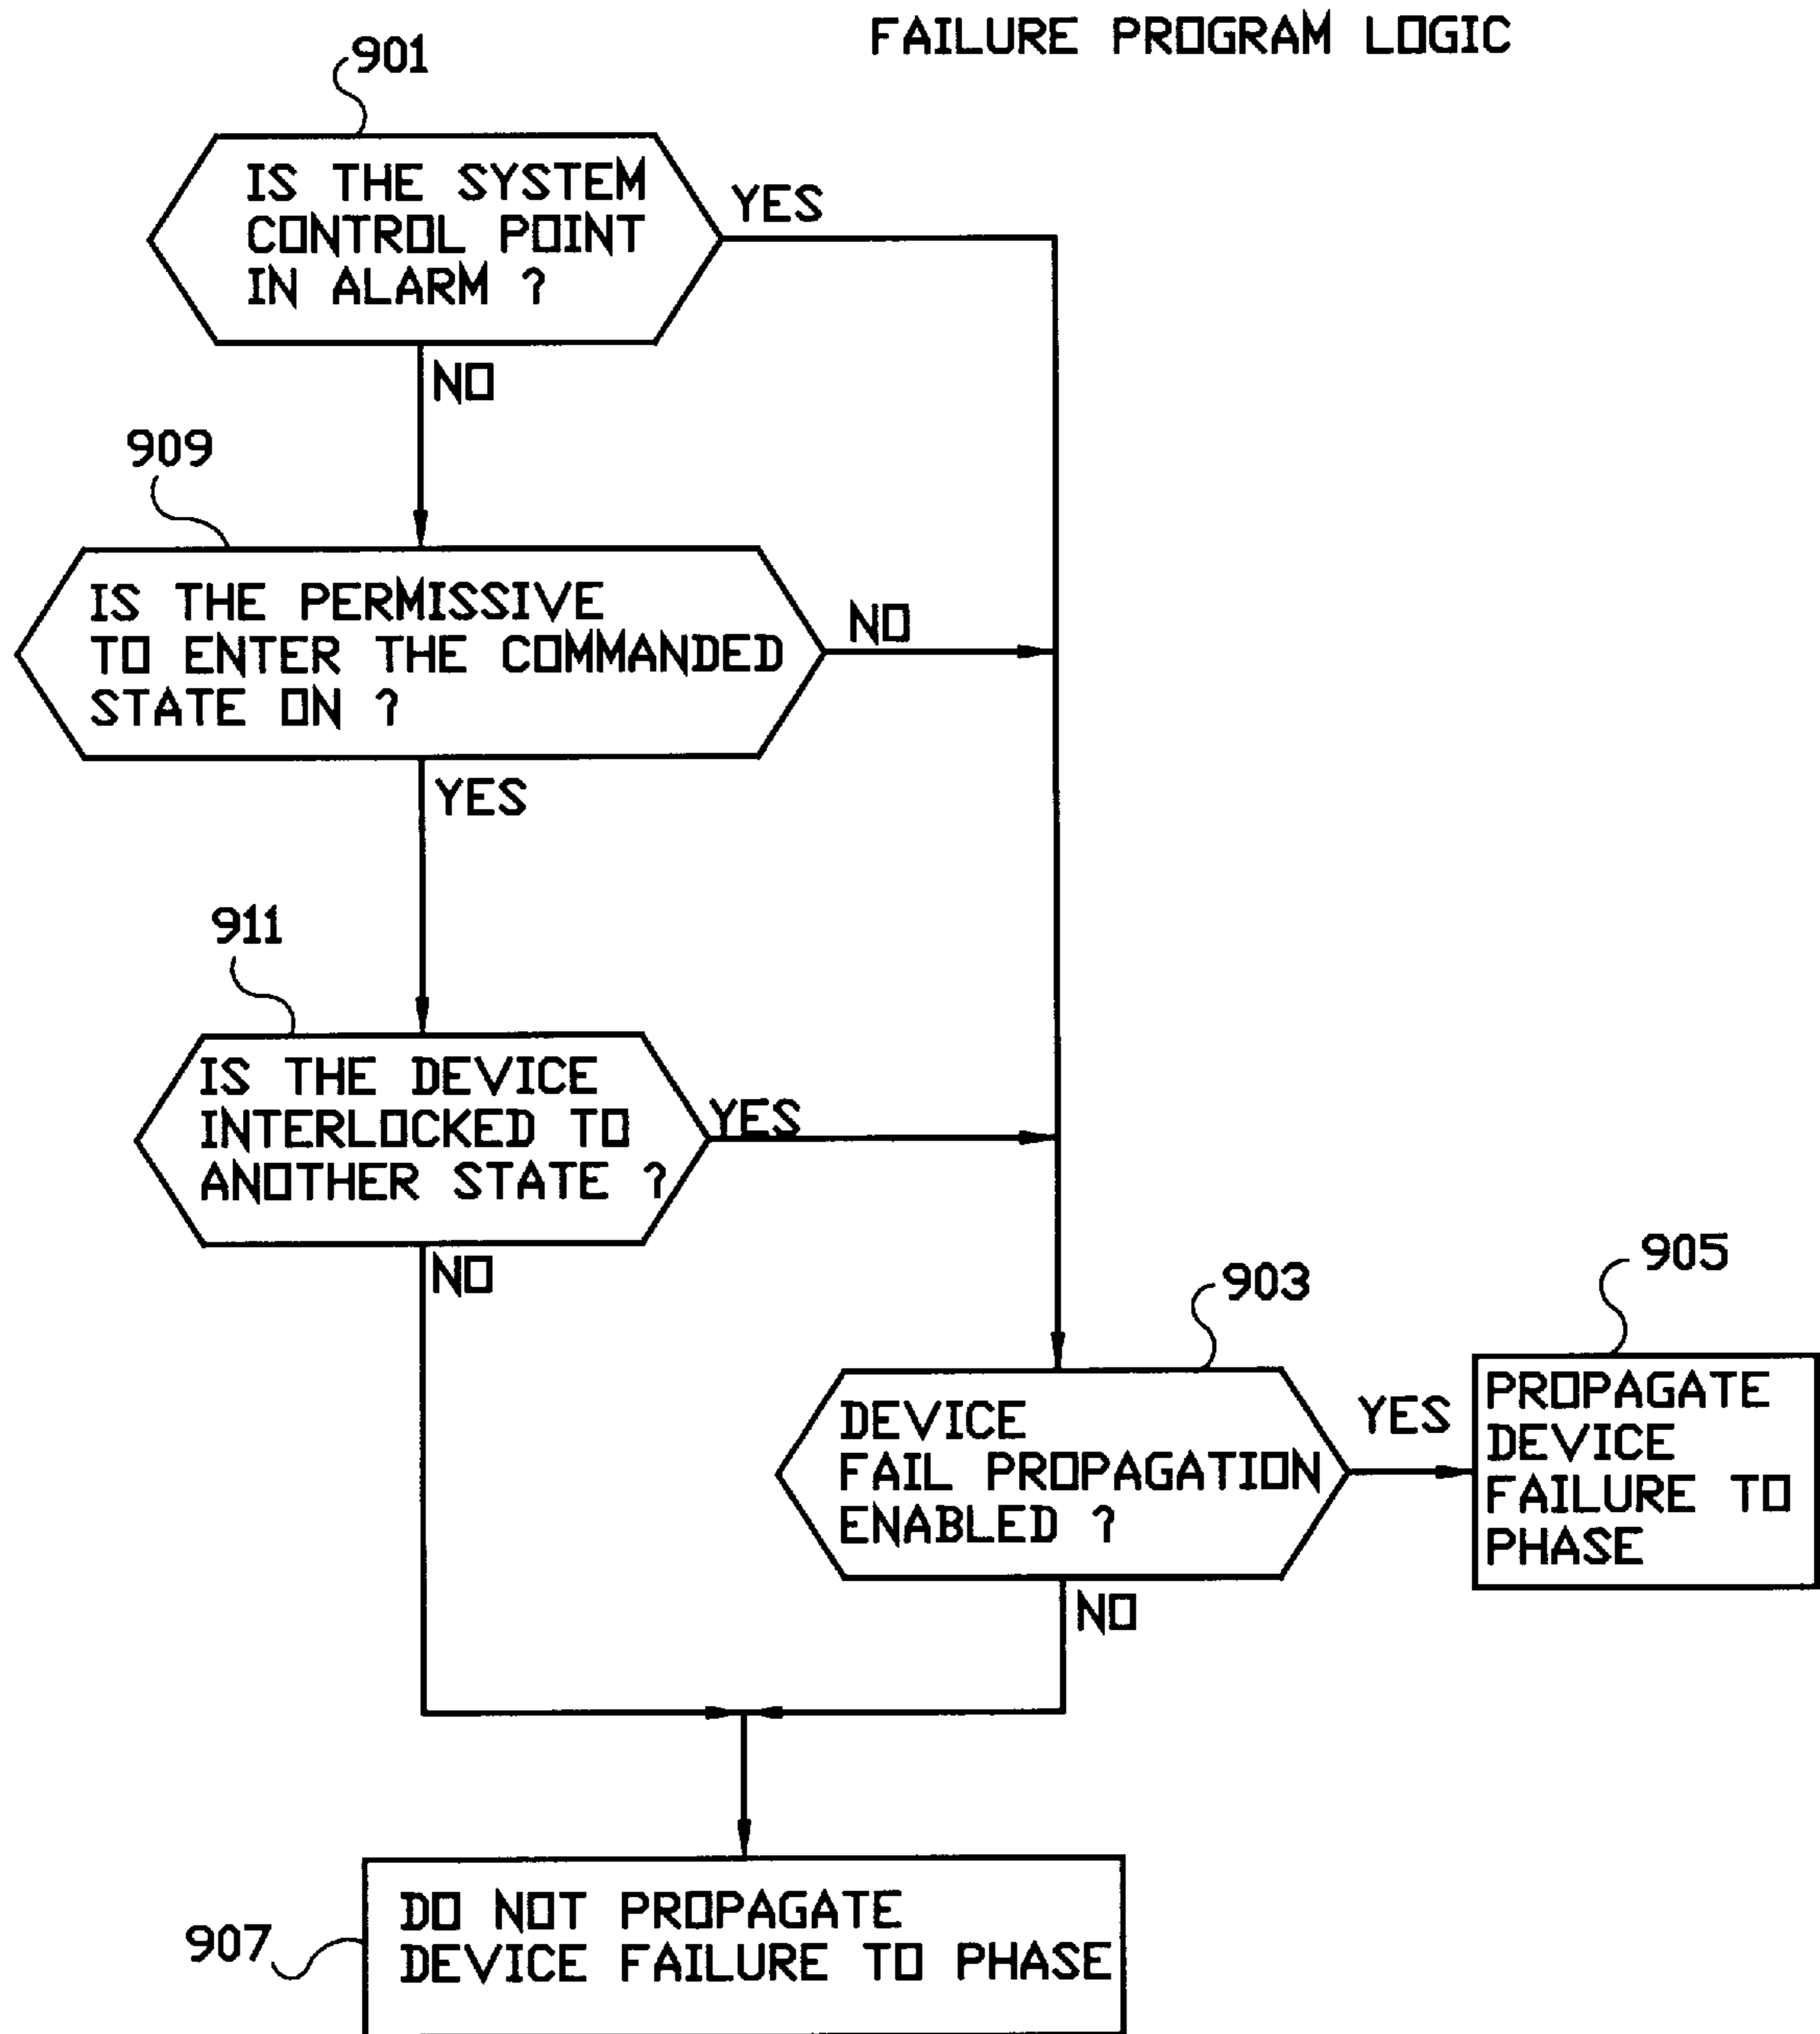 FAILURE PROGRAM LOGIC
901
IS THE SYSTEM
CONTROL POINT
IN ALARM ?
YES
NO
909
IS THE PERMISSIVE
TO ENTER THE COMMANDED
STATE ON ?
NO
YES
911
IS THE DEVICE
INTERLOCKED TO
ANOTHER STATE ?
YES
NO
903
DEVICE
FAIL PROPAGATION
ENABLED ?
YES
NO
905
PROPAGATE
DEVICE
FAILURE TO
PHASE
907
DO NOT PROPAGATE
DEVICE FAILURE TO PHASE